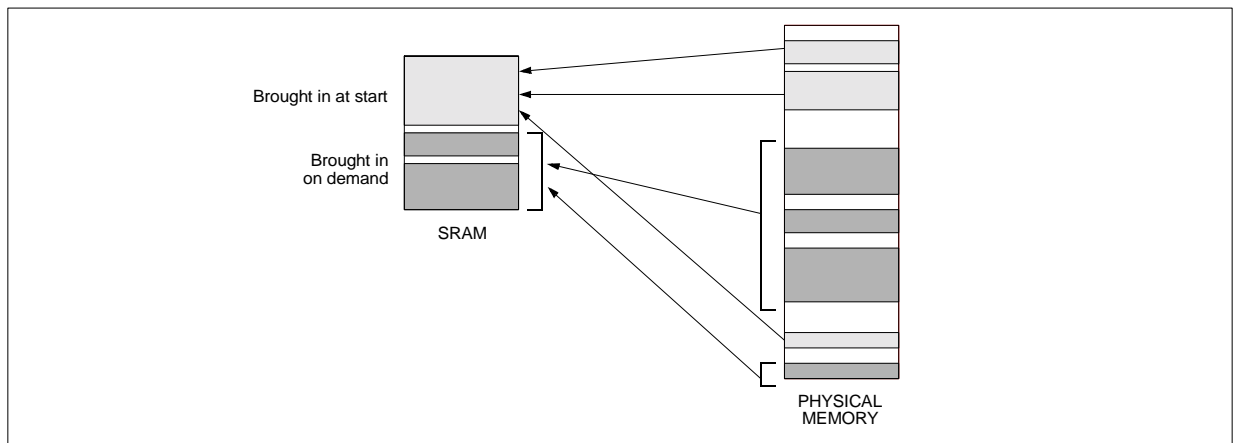 Brought in at start
Brought in
on demand
SRAM
PHYSICAL
MEMORY